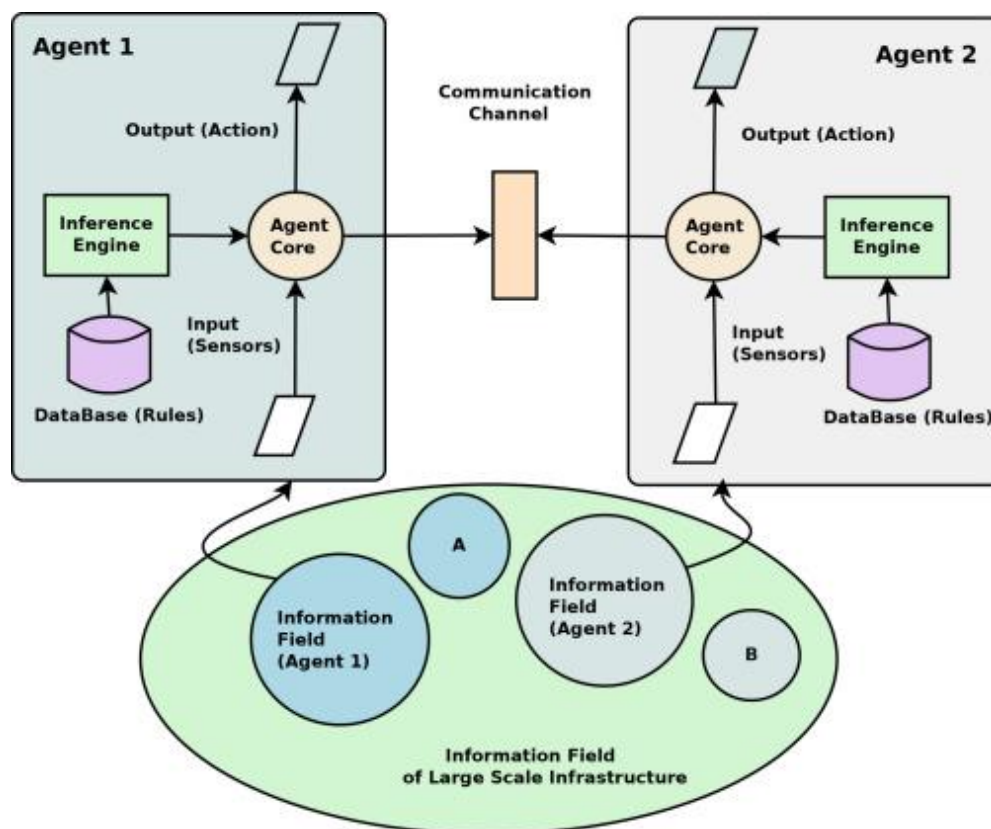 Agent 1
Output (Action)
Inference
Engine
Agent
Core
Input
(Sensors)
DataBase (Rules)
Communication
Channel
Agent 2
Output (Action)
Agent
Core
Inference
Engine
Input
(Sensors)
DataBase (Rules)
A
Information
Field
(Agent 1)
Information
Field
(Agent 2)
B
Information Field
of Large Scale Infrastructure